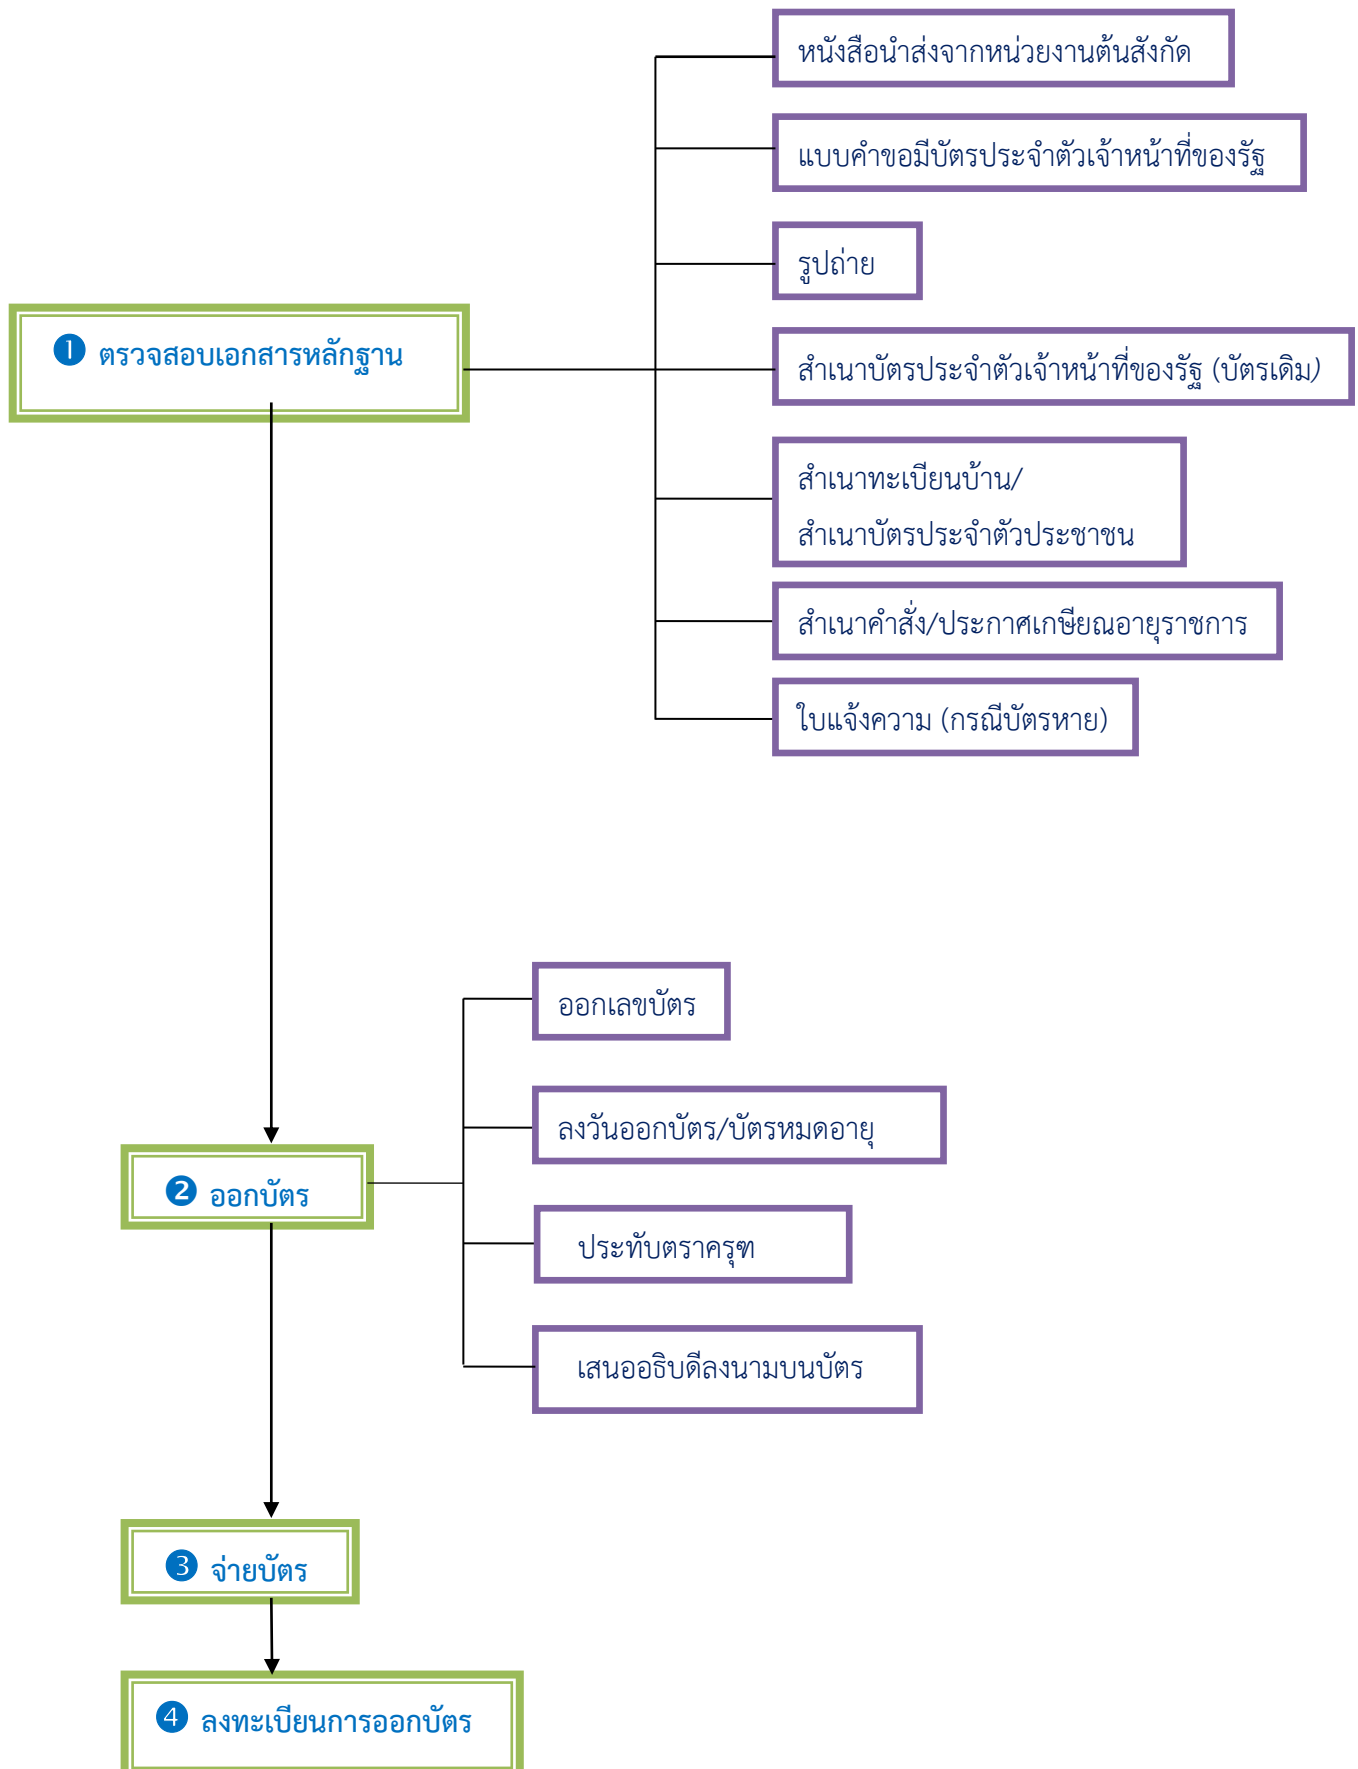 หนังสือนำส่งจากหน่วยงานต้นสังกัด
แบบคำขอมีบัตรประจำตัวเจ้าหน้าที่ของรัฐ
รูปถ่าย
❶ ตรวจสอบเอกสารหลักฐาน
สำเนาบัตรประจำตัวเจ้าหน้าที่ของรัฐ (บัตรเดิม)
สำเนาทะเบียนบ้าน/
สำเนาบัตรประจำตัวประชาชน
สำเนาคำสั่ง/ประกาศเกษียณอายุราชการ
ใบแจ้งความ (กรณีบัตรหาย)
❷ ออกบัตร
ออกเลขบัตร
ลงวันออกบัตร/บัตรหมดอายุ
ประทับตราครุฑ
เสนออธิบดีลงนามบนบัตร
❸ จ่ายบัตร
❹ ลงทะเบียนการออกบัตร